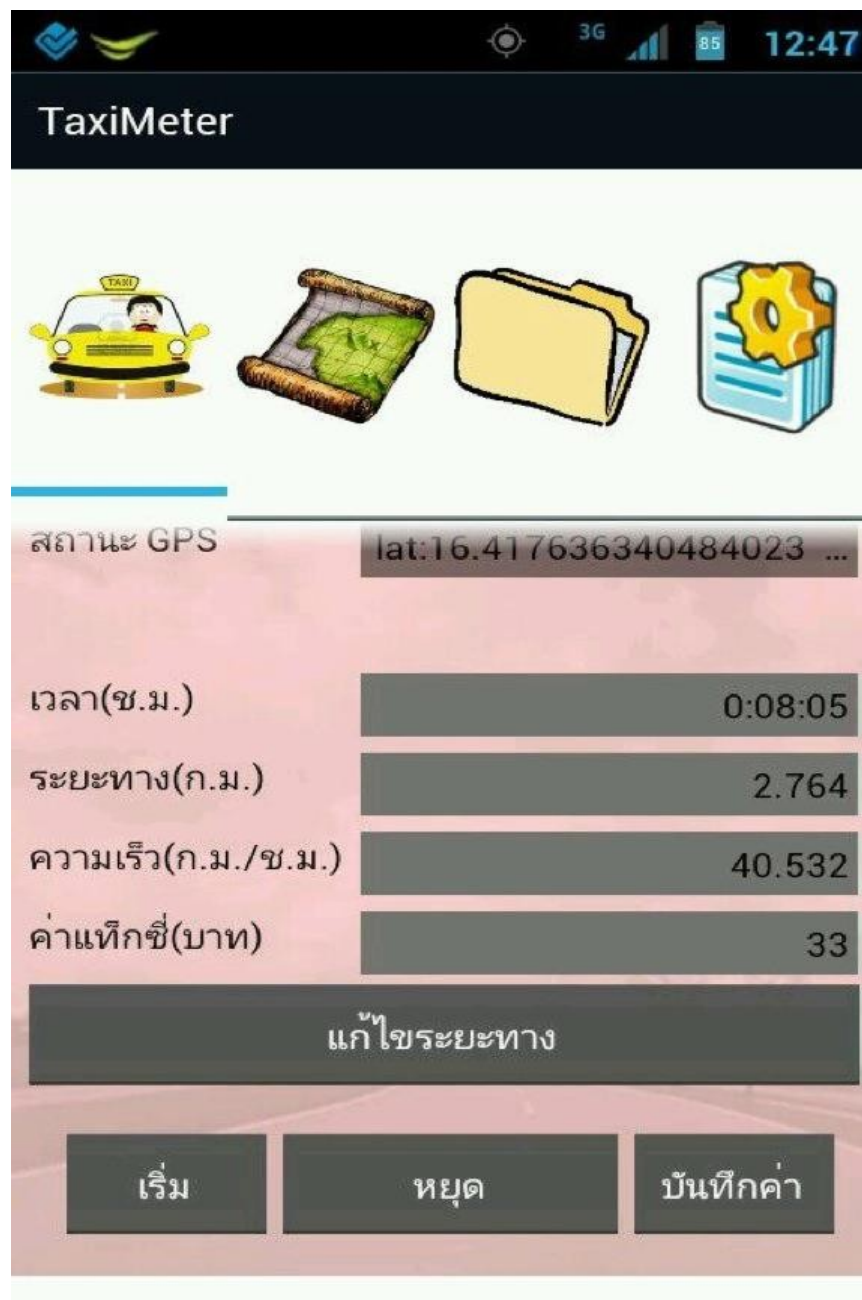 3G 85 12:47
TaxiMeter
TAXI
สถานะ GPS lat:16.417636340484023 ...
เวลา(ช.ม.) 0:08:05
ระยะทาง(ก.ม.) 2.764
ความเร็ว(ก.ม./ช.ม.) 40.532
ค่าแท็กซี่(บาท) 33
แก้ไขระยะทาง
เริ่ม หยุด บันทึกค่า